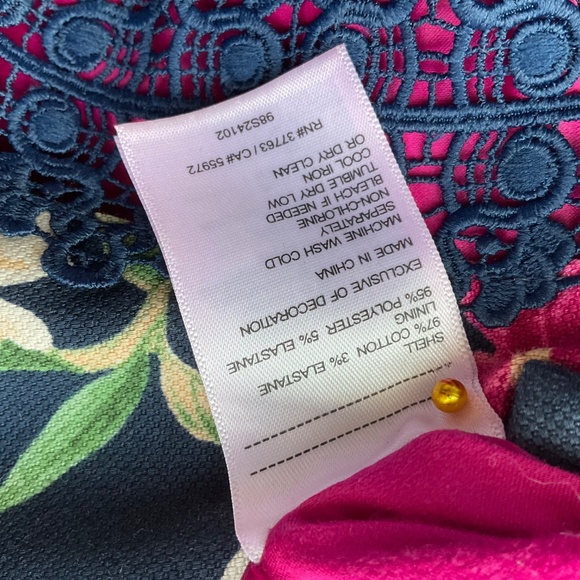 SHELL
97% COTTON 3% ELASTANE
LINING
95% POLYESTER 5% ELASTANE
EXCLUSIVE OF DECORATION
MADE IN CHINA
MACHINE WASH COLD
SEPARATELY
NON-CHLORINE
BLEACH IF NEEDED
TUMBLE DRY LOW
COOL IRON
OR DRY CLEAN
RN# 37763 / CA# 55972
98S24102